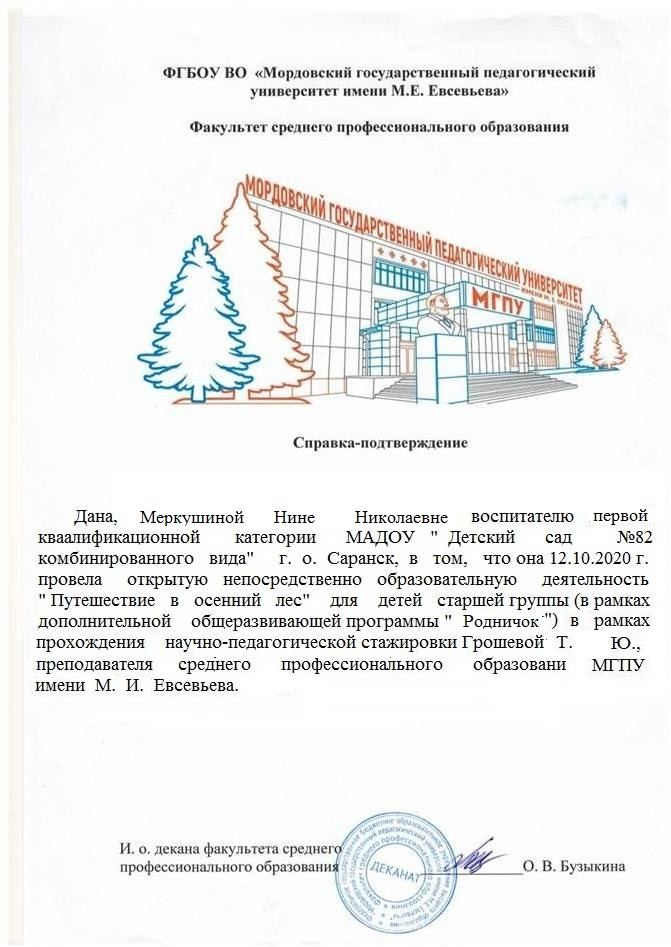 ФГБОУ ВО «Мордовский государственный педагогический
университет имени М.Е. Евсевьева»
Факультет среднего профессионального образования
МОРДОВСКИЙ ГОСУДАРСТВЕННЫЙ ПЕДАГОГИЧЕСКИЙ УНИВЕРСИТЕТ
ИМЕНИ М. Е. ЕВСЕВЬЕВА
МГПУ
Справка-подтверждение
Дана, Меркушиной Нине Николаевне воспитателю первой
кваалификационной категории МАДОУ " Детский сад №82
комбинированного вида" г. о. Саранск, в том, что она 12.10.2020 г.
провела открытую непосредственно образовательную деятельность
" Путешествие в осенний лес" для детей старшей группы (в рамках
дополнительной общеразвивающей программы " Родничок ") в рамках
прохождения научно-педагогической стажировки Грошевой Т. Ю.,
преподавателя среднего профессионального образовани МГПУ
имени М. И. Евсевьева.
И. о. декана факультета среднего
профессионального образования ____________ О. В. Бузыкина
ДЕКАНАТ